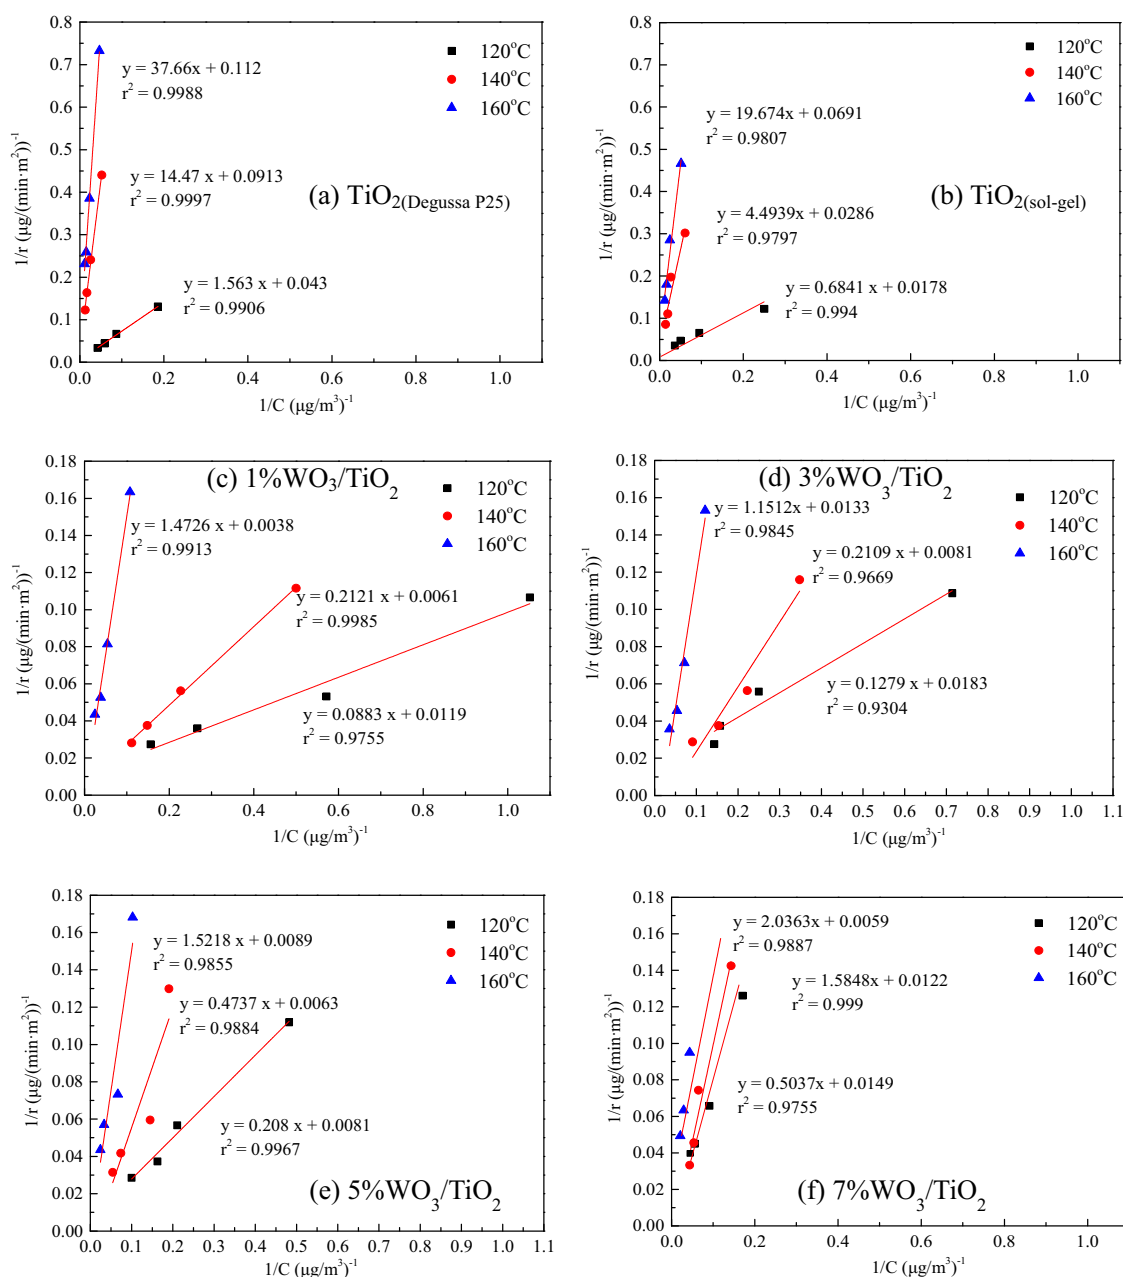 0.8
0.7
0.6
0.5
0.4
0.3
0.2
0.1
0.0
1/r (μg/(min·m²))⁻¹
120°C
140°C
160°C
y = 37.66x + 0.112
r² = 0.9988
y = 14.47 x + 0.0913
r² = 0.9997
(a) TiO₂(Degussa P25)
y = 1.563 x + 0.043
r² = 0.9906
0.0 0.2 0.4 0.6 0.8 1.0
1/C (μg/m³)⁻¹
0.8
0.7
0.6
0.5
0.4
0.3
0.2
0.1
0.0
1/r (μg/(min·m²))⁻¹
120°C
140°C
160°C
y = 19.674x + 0.0691
r² = 0.9807
(b) TiO₂(sol-gel)
y = 4.4939x + 0.0286
r² = 0.9797
y = 0.6841 x + 0.0178
r² = 0.994
0.0 0.2 0.4 0.6 0.8 1.0
1/C (μg/m³)⁻¹
0.18
0.16
0.14
0.12
0.10
0.08
0.06
0.04
0.02
0.00
1/r (μg/(min·m²))⁻¹
(c) 1%WO₃/TiO₂
120°C
140°C
160°C
y = 1.4726 x + 0.0038
r² = 0.9913
y = 0.2121 x + 0.0061
r² = 0.9985
y = 0.0883 x + 0.0119
r² = 0.9755
0.0 0.2 0.4 0.6 0.8 1.0
1/C (μg/m³)⁻¹
0.18
0.16
0.14
0.12
0.10
0.08
0.06
0.04
0.02
0.00
1/r (μg/(min·m²))⁻¹
(d) 3%WO₃/TiO₂
120°C
140°C
160°C
y = 1.1512x + 0.0133
r² = 0.9845
y = 0.2109 x + 0.0081
r² = 0.9669
y = 0.1279 x + 0.0183
r² = 0.9304
0.0 0.1 0.2 0.3 0.4 0.5 0.6 0.7 0.8 0.9 1.0 1.1
1/C (μg/m³)⁻¹
0.18
0.16
0.14
0.12
0.10
0.08
0.06
0.04
0.02
0.00
1/r (μg/(min·m²))⁻¹
120°C
140°C
160°C
y = 1.5218 x + 0.0089
r² = 0.9855
y = 0.4737 x + 0.0063
r² = 0.9884
y = 0.208 x + 0.0081
r² = 0.9967
(e) 5%WO₃/TiO₂
0.0 0.1 0.2 0.3 0.4 0.5 0.6 0.7 0.8 0.9 1.0 1.1
1/C (μg/m³)⁻¹
0.18
0.16
0.14
0.12
0.10
0.08
0.06
0.04
0.02
0.00
1/r (μg/(min·m²))⁻¹
120°C
140°C
160°C
y = 2.0363x + 0.0059
r² = 0.9887
y = 1.5848x + 0.0122
r² = 0.999
y = 0.5037x + 0.0149
r² = 0.9755
(f) 7%WO₃/TiO₂
0.0 0.2 0.4 0.6 0.8 1.0
1/C (μg/m³)⁻¹